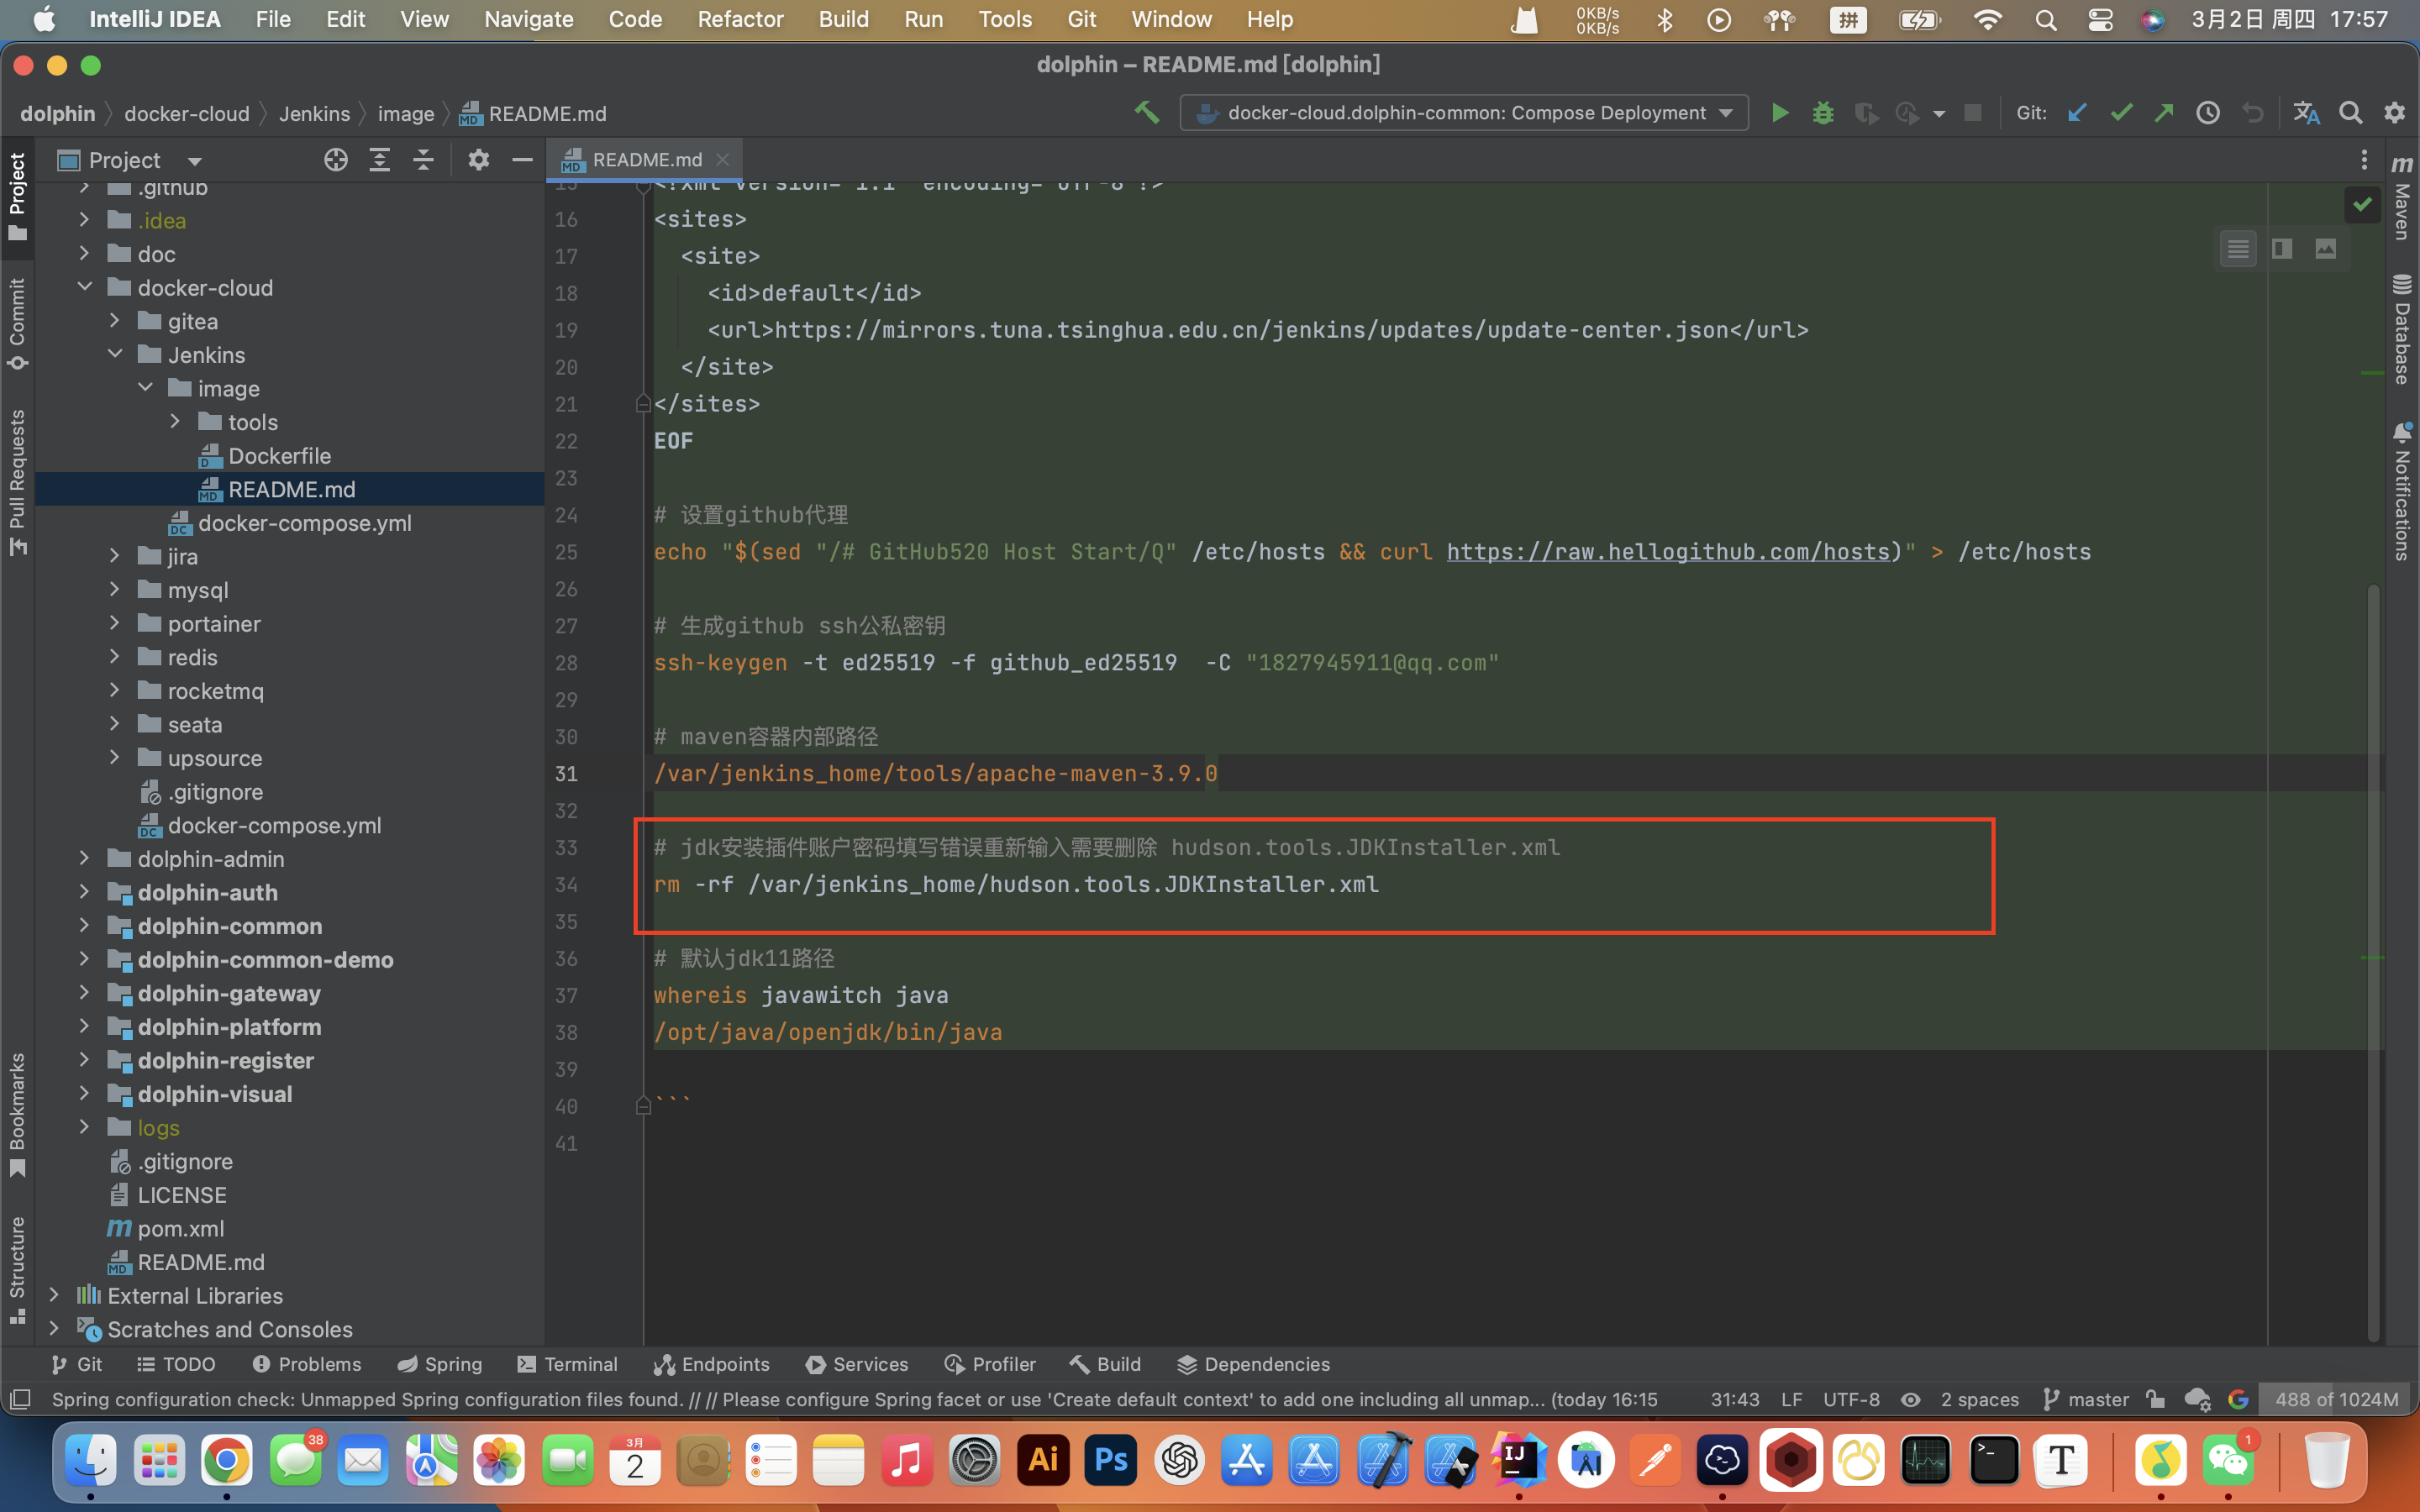 IntelliJ IDEA File Edit View Navigate Code Refactor Build Run Tools Git Window Help 0KB/s 0KB/s 拼 3月2日 周四 17:57
dolphin – README.md [dolphin]
dolphin docker-cloud Jenkins image README.md docker-cloud.dolphin-common: Compose Deployment Git:
Project README.md
Project
Commit
Pull Requests
Bookmarks
Structure
.github
.idea
doc
docker-cloud
gitea
Jenkins
image
tools
Dockerfile
README.md
docker-compose.yml
jira
mysql
portainer
redis
rocketmq
seata
upsource
.gitignore
docker-compose.yml
dolphin-admin
dolphin-auth
dolphin-common
dolphin-common-demo
dolphin-gateway
dolphin-platform
dolphin-register
dolphin-visual
logs
.gitignore
LICENSE
pom.xml
README.md
External Libraries
Scratches and Consoles
15 <?xml version='1.1' encoding='UTF-8'?>
16 <sites>
17 <site>
18 <id>default</id>
19 <url>https://mirrors.tuna.tsinghua.edu.cn/jenkins/updates/update-center.json</url>
20 </site>
21 </sites>
22 EOF
23
24 # 设置github代理
25 echo "$(sed "/# GitHub520 Host Start/Q" /etc/hosts && curl https://raw.hellogithub.com/hosts)" > /etc/hosts
26
27 # 生成github ssh公私密钥
28 ssh-keygen -t ed25519 -f github_ed25519 -C "1827945911@qq.com"
29
30 # maven容器内部路径
31 /var/jenkins_home/tools/apache-maven-3.9.0
32
33 # jdk安装插件账户密码填写错误重新输入需要删除 hudson.tools.JDKInstaller.xml
34 rm -rf /var/jenkins_home/hudson.tools.JDKInstaller.xml
35
36 # 默认jdk11路径
37 whereis javawitch java
38 /opt/java/openjdk/bin/java
39
40 ```
41
Maven
Database
Notifications
Git TODO Problems Spring Terminal Endpoints Services Profiler Build Dependencies
Spring configuration check: Unmapped Spring configuration files found. // // Please configure Spring facet or use 'Create default context' to add one including all unmap... (today 16:15 31:43 LF UTF-8 2 spaces master 488 of 1024M
38 3月 2 Ai Ps IJ T 1